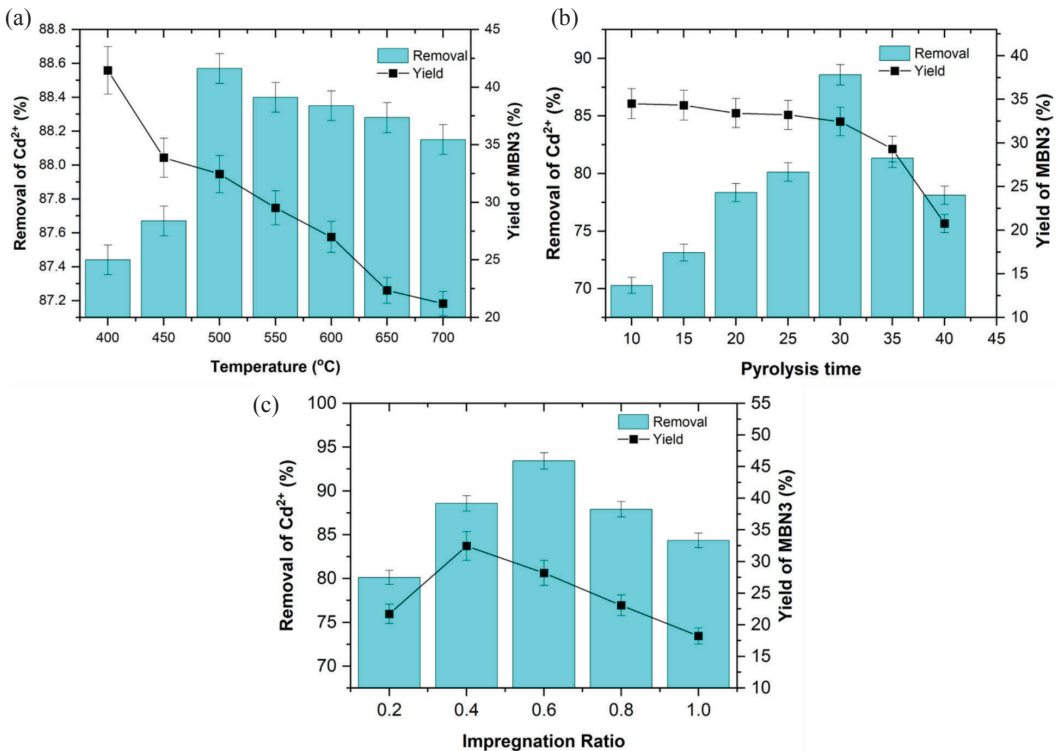 (a)
88.8
88.6
88.4
88.2
88.0
87.8
87.6
87.4
87.2
Removal of Cd²⁺ (%)
Removal
Yield
45
40
35
30
25
20
Yield of MBN3 (%)
400 450 500 550 600 650 700
Temperature (°C)
(b)
90
85
80
75
70
Removal of Cd²⁺ (%)
Removal
Yield
40
35
30
25
20
15
10
Yield of MBN3 (%)
10 15 20 25 30 35 40 45
Pyrolysis time
(c)
100
95
90
85
80
75
70
Removal of Cd²⁺ (%)
Removal
Yield
55
50
45
40
35
30
25
20
15
10
Yield of MBN3 (%)
0.2 0.4 0.6 0.8 1.0
Impregnation Ratio